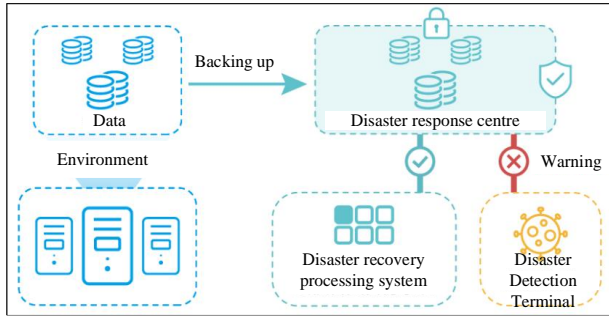 Backing up
Data
Disaster response centre
Environment
Warning
Disaster recovery
processing system
Disaster
Detection
Terminal